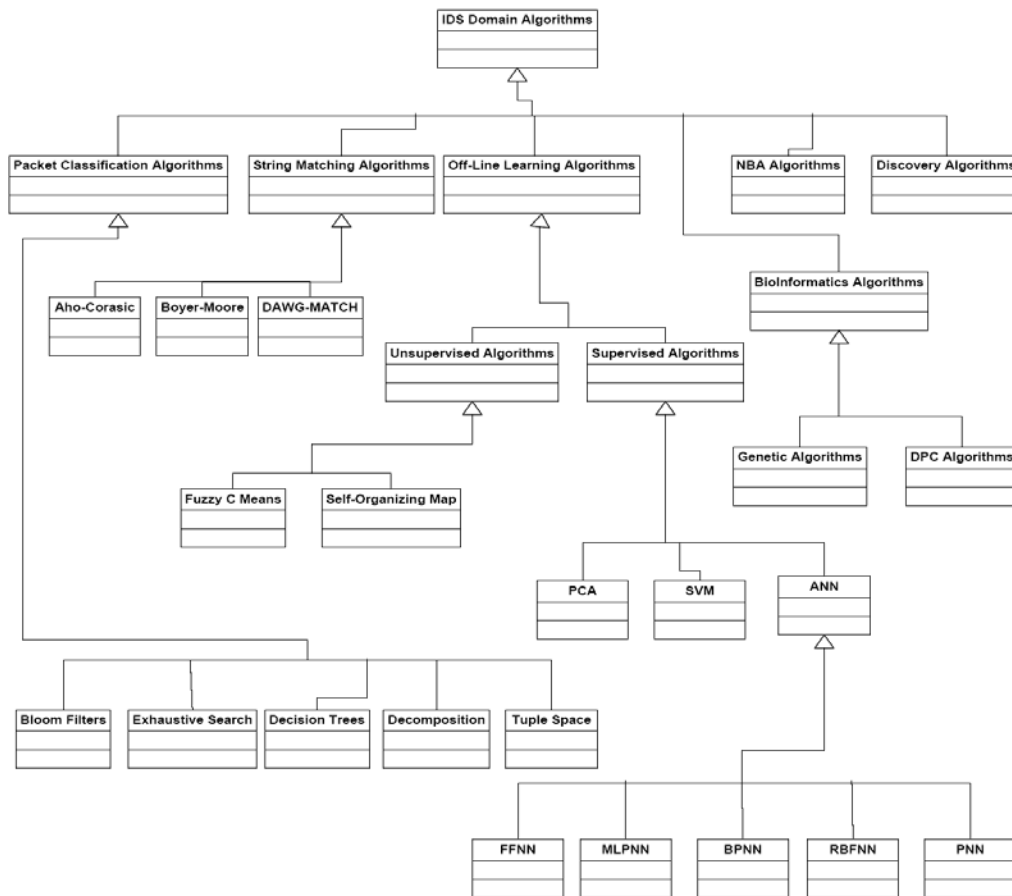 IDS Domain Algorithms
Packet Classification Algorithms
String Matching Algorithms
Off-Line Learning Algorithms
NBA Algorithms
Discovery Algorithms
BioInformatics Algorithms
Aho-Corasic
Boyer-Moore
DAWG-MATCH
Unsupervised Algorithms
Supervised Algorithms
Genetic Algorithms
DPC Algorithms
Fuzzy C Means
Self-Organizing Map
PCA
SVM
ANN
Bloom Filters
Exhaustive Search
Decision Trees
Decomposition
Tuple Space
FFNN
MLPNN
BPNN
RBFNN
PNN